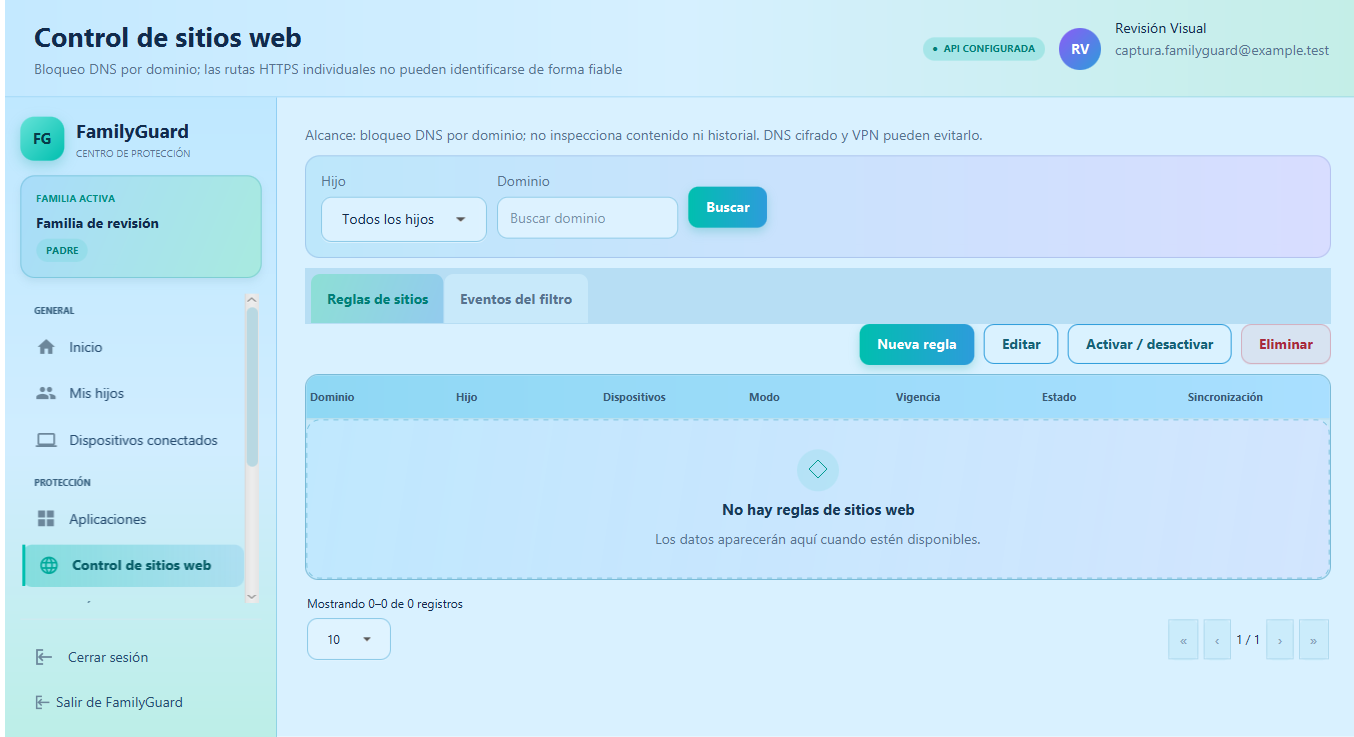 Control de sitios web
Bloqueo DNS por dominio; las rutas HTTPS individuales no pueden identificarse de forma fiable
• API CONFIGURADA
RV
Revisión Visual
captura.familyguard@example.test
FG
FamilyGuard
CENTRO DE PROTECCIÓN
FAMILIA ACTIVA
Familia de revisión
PADRE
GENERAL
Inicio
Mis hijos
Dispositivos conectados
PROTECCIÓN
Aplicaciones
Control de sitios web
Cerrar sesión
Salir de FamilyGuard
Alcance: bloqueo DNS por dominio; no inspecciona contenido ni historial. DNS cifrado y VPN pueden evitarlo.
Hijo
Dominio
Todos los hijos
Buscar dominio
Buscar
Reglas de sitios
Eventos del filtro
Nueva regla
Editar
Activar / desactivar
Eliminar
Dominio
Hijo
Dispositivos
Modo
Vigencia
Estado
Sincronización
No hay reglas de sitios web
Los datos aparecerán aquí cuando estén disponibles.
Mostrando 0–0 de 0 registros
10
«
‹
1 / 1
›
»